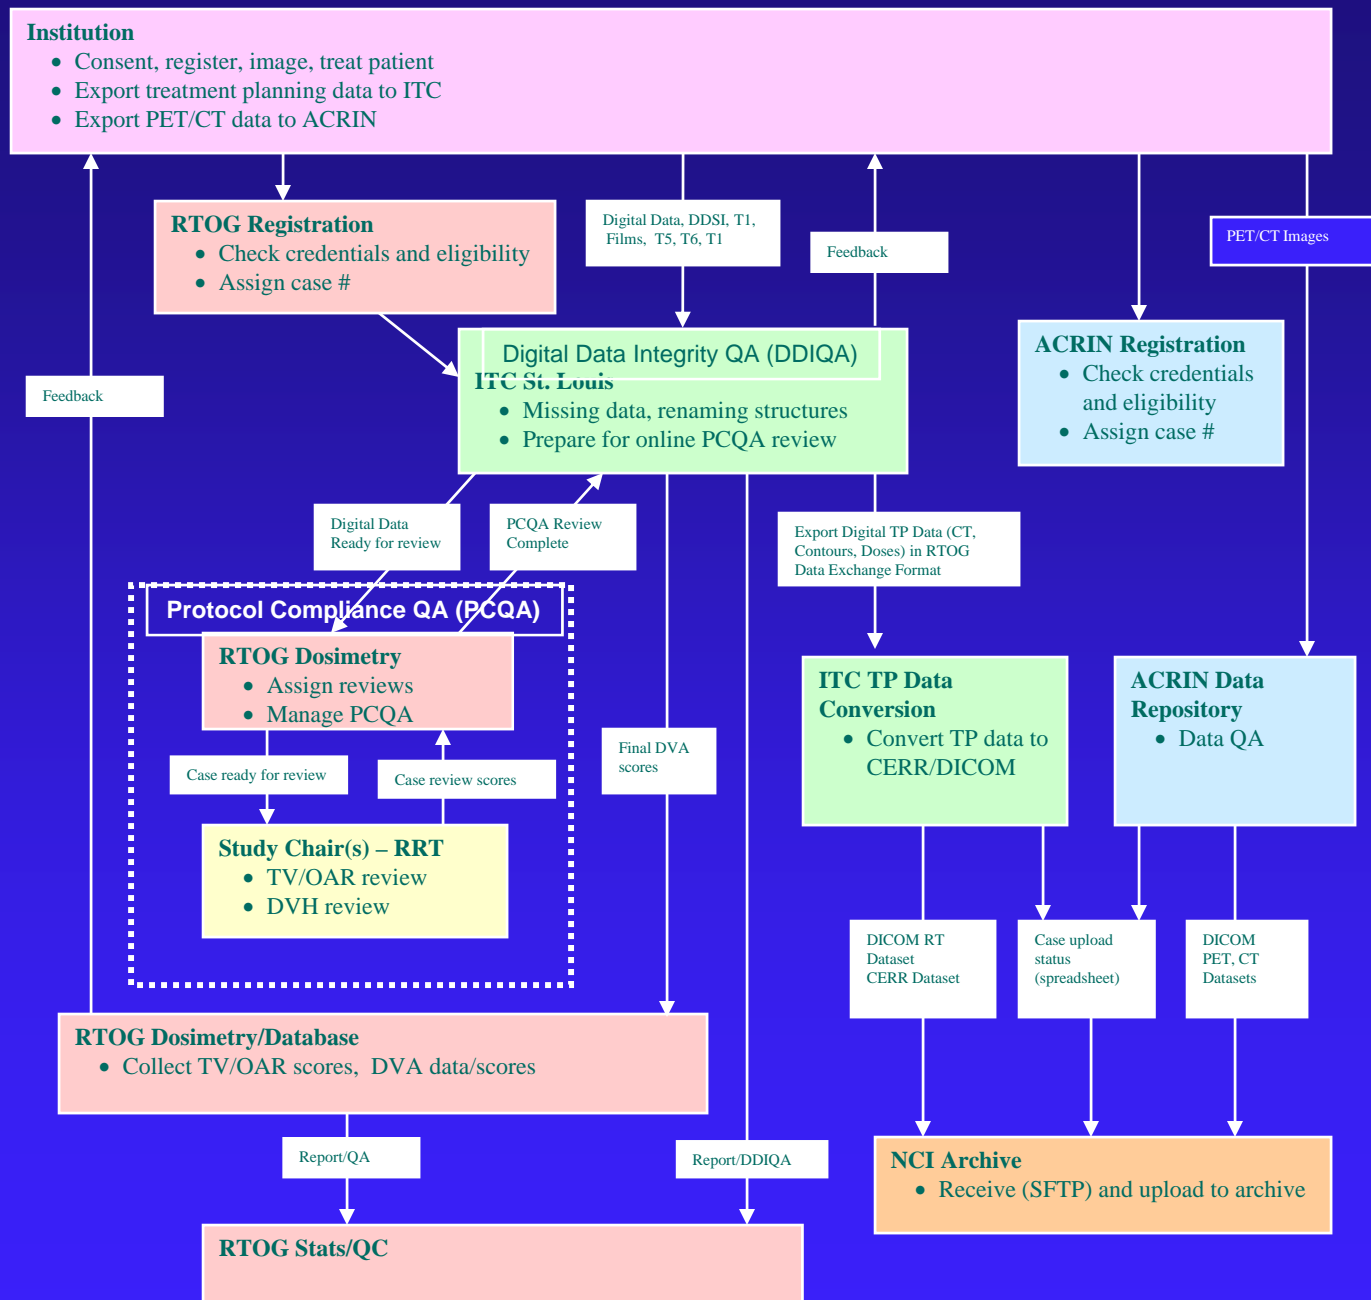 Institution
• Consent, register, image, treat patient
• Export treatment planning data to ITC
• Export PET/CT data to ACRIN
RTOG Registration
• Check credentials and eligibility
• Assign case #
Digital Data, DDSI, T1,
Films, T5, T6, T1
Feedback
PET/CT Images
Digital Data Integrity QA (DDIQA)
ITC St. Louis
• Missing data, renaming structures
• Prepare for online PCQA review
ACRIN Registration
• Check credentials
and eligibility
• Assign case #
Feedback
Digital Data
Ready for review
PCQA Review
Complete
Export Digital TP Data (CT,
Contours, Doses) in RTOG
Data Exchange Format
Protocol Compliance QA (PCQA)
RTOG Dosimetry
• Assign reviews
• Manage PCQA
Case ready for review
Case review scores
Final DVA
scores
Study Chair(s) – RRT
• TV/OAR review
• DVH review
ITC TP Data
Conversion
• Convert TP data to
CERR/DICOM
ACRIN Data
Repository
• Data QA
DICOM RT
Dataset
CERR Dataset
Case upload
status
(spreadsheet)
DICOM
PET, CT
Datasets
RTOG Dosimetry/Database
• Collect TV/OAR scores, DVA data/scores
Report/QA
Report/DDIQA
NCI Archive
• Receive (SFTP) and upload to archive
RTOG Stats/QC